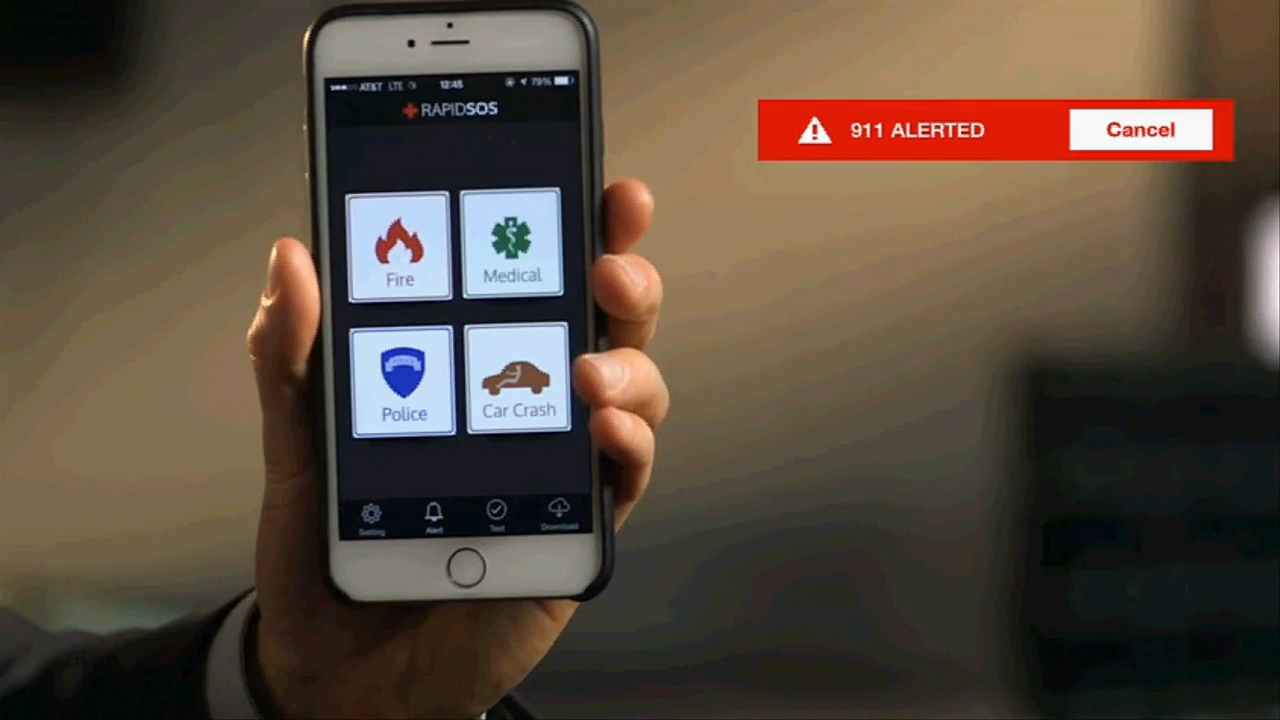 AT&T LTE 12:45 79%
RAPIDSOS
911 ALERTED Cancel
Fire Medical
Police Car Crash
Setting Alert Test Download